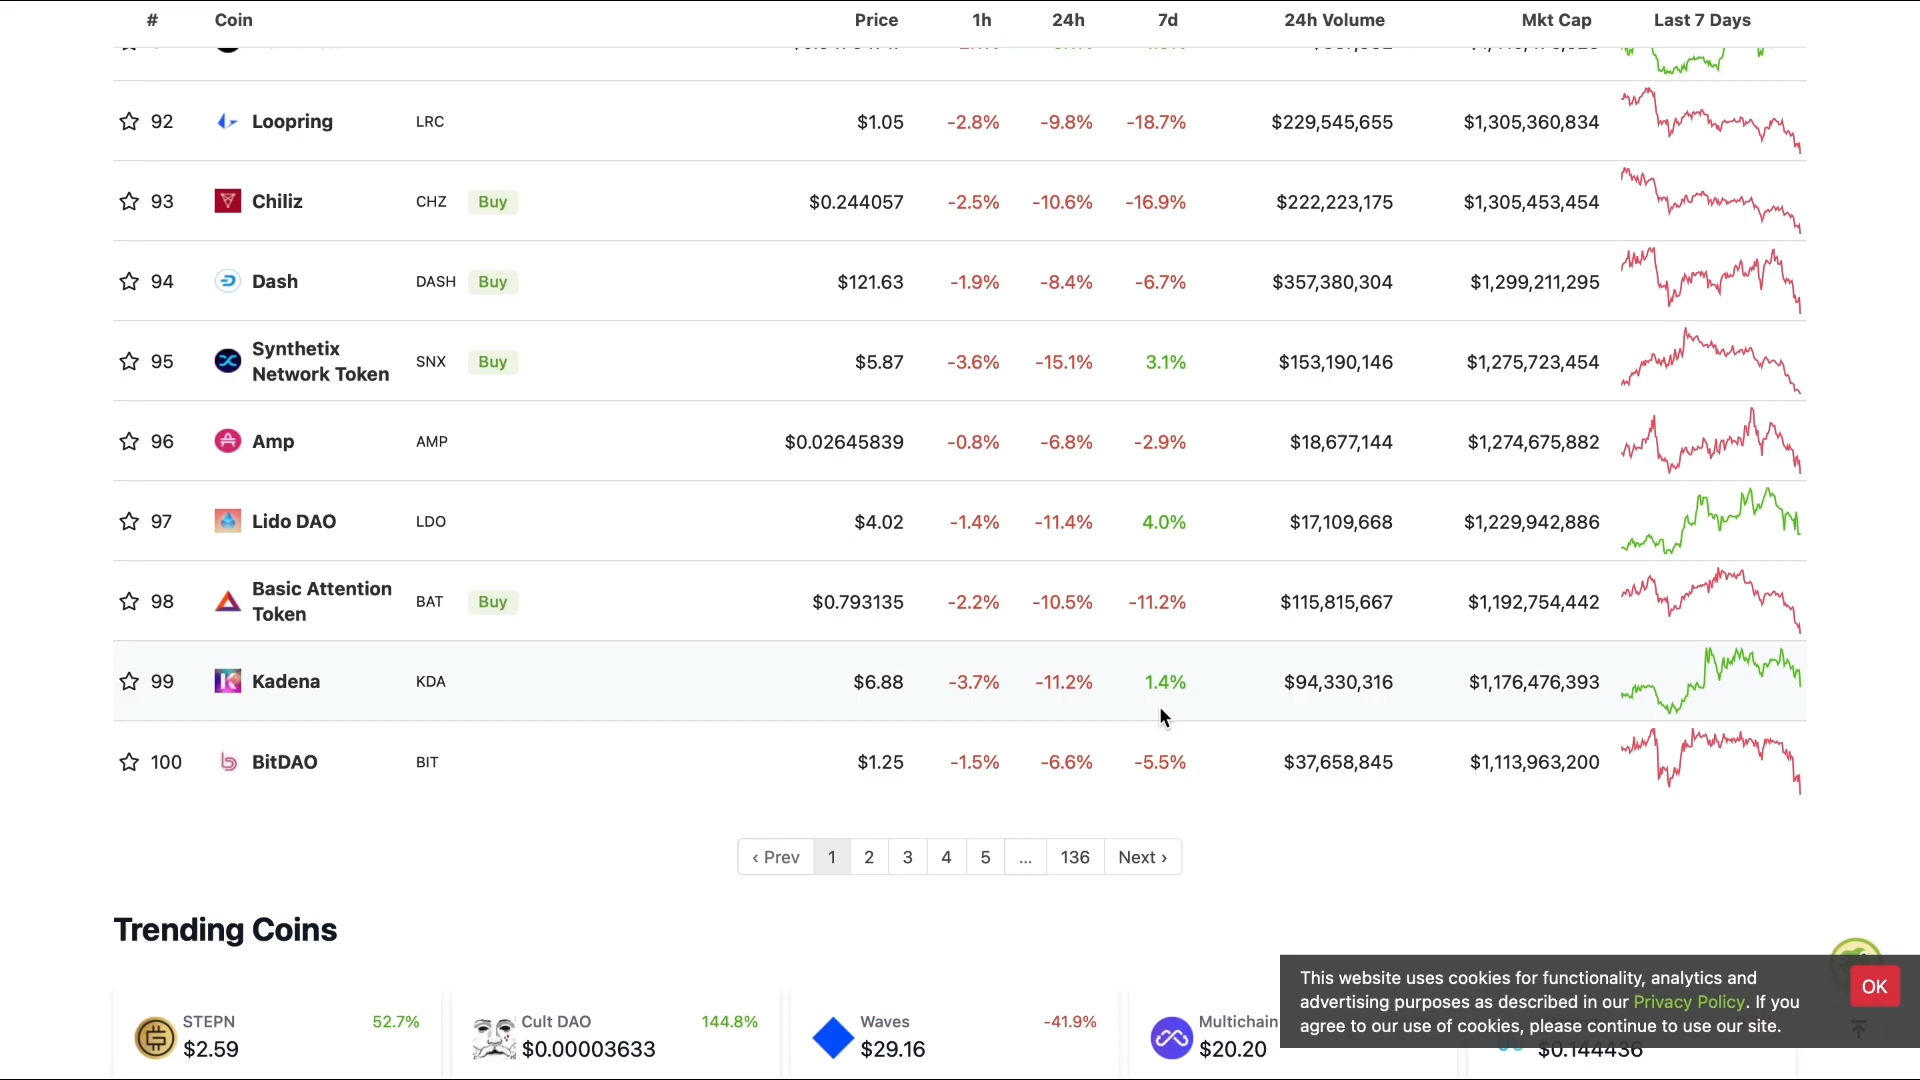 # Coin Price 1h 24h 7d 24h Volume Mkt Cap Last 7 Days
92 Loopring LRC $1.05 -2.8% -9.8% -18.7% $229,545,655 $1,305,360,834
93 Chiliz CHZ Buy $0.244057 -2.5% -10.6% -16.9% $222,223,175 $1,305,453,454
94 Dash DASH Buy $121.63 -1.9% -8.4% -6.7% $357,380,304 $1,299,211,295
95 Synthetix
Network Token SNX Buy $5.87 -3.6% -15.1% 3.1% $153,190,146 $1,275,723,454
96 Amp AMP $0.02645839 -0.8% -6.8% -2.9% $18,677,144 $1,274,675,882
97 Lido DAO LDO $4.02 -1.4% -11.4% 4.0% $17,109,668 $1,229,942,886
98 Basic Attention
Token BAT Buy $0.793135 -2.2% -10.5% -11.2% $115,815,667 $1,192,754,442
99 Kadena KDA $6.88 -3.7% -11.2% 1.4% $94,330,316 $1,176,476,393
100 BitDAO BIT $1.25 -1.5% -6.6% -5.5% $37,658,845 $1,113,963,200
‹ Prev 1 2 3 4 5 ... 136 Next ›
Trending Coins
STEPN 52.7%
$2.59
Cult DAO 144.8%
$0.00003633
Waves -41.9%
$29.16
Multichain
$20.20
$0.144436
This website uses cookies for functionality, analytics and
advertising purposes as described in our Privacy Policy. If you
agree to our use of cookies, please continue to use our site.
OK